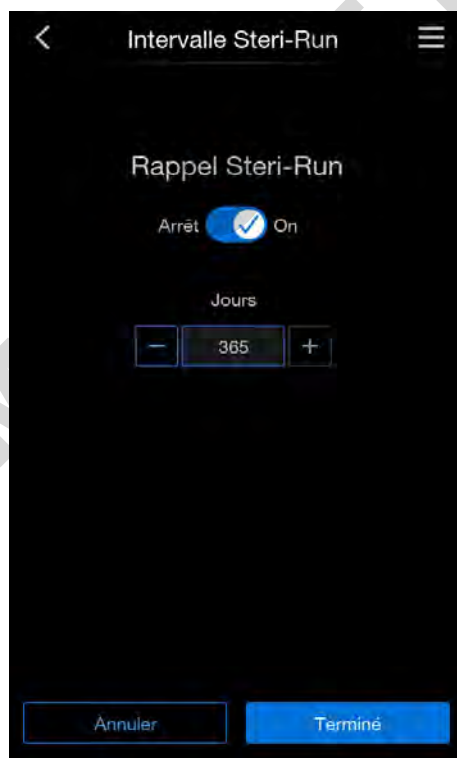 Intervalle Steri-Run
Rappel Steri-Run
Arrêt On
Jours
− 365 +
Annuler Terminé